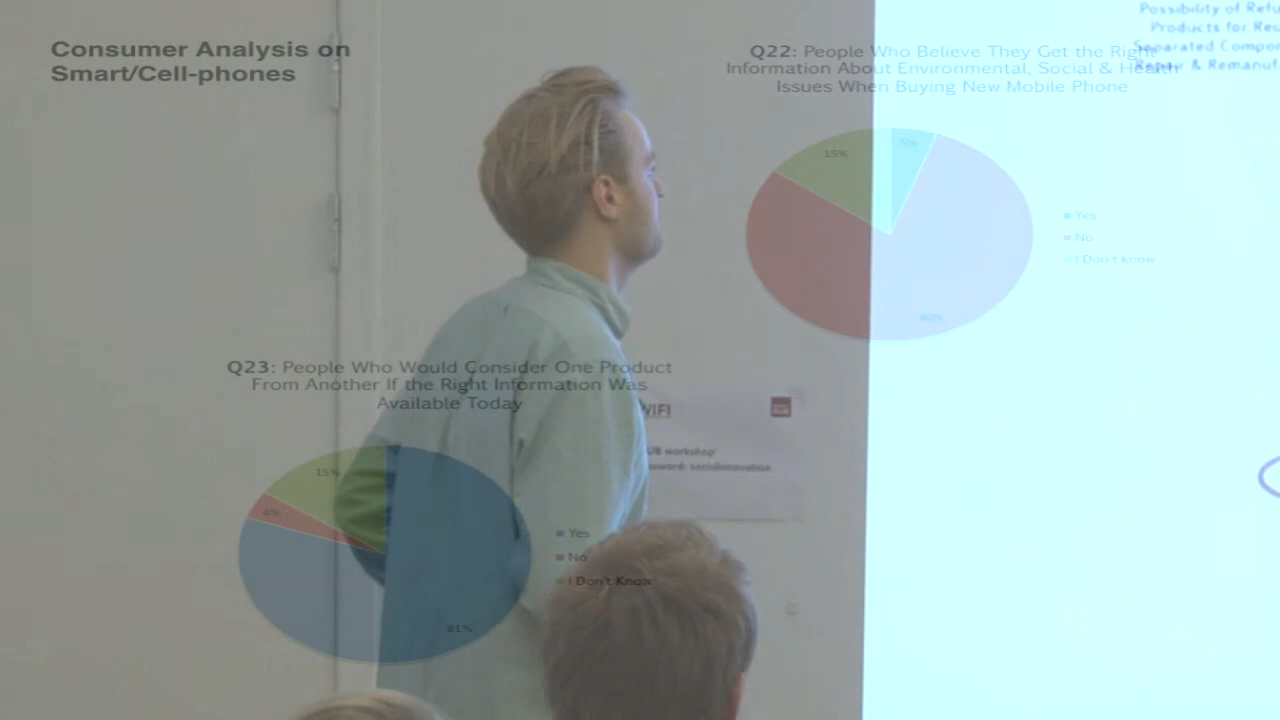 Consumer Analysis on
Smart/Cell-phones
Q22: People Who Believe They Get the Right
Information About Environmental, Social & Health
Issues When Buying New Mobile Phone
15%
5%
80%
Yes
No
I Don't know
Possibility of
Products for
Separated
Repair & Remanuf
Q23: People Who Would Consider One Product
From Another If the Right Information Was
Available Today
15%
4%
81%
Yes
No
I Don't Know
WIFI
workshop'
socialinnovation